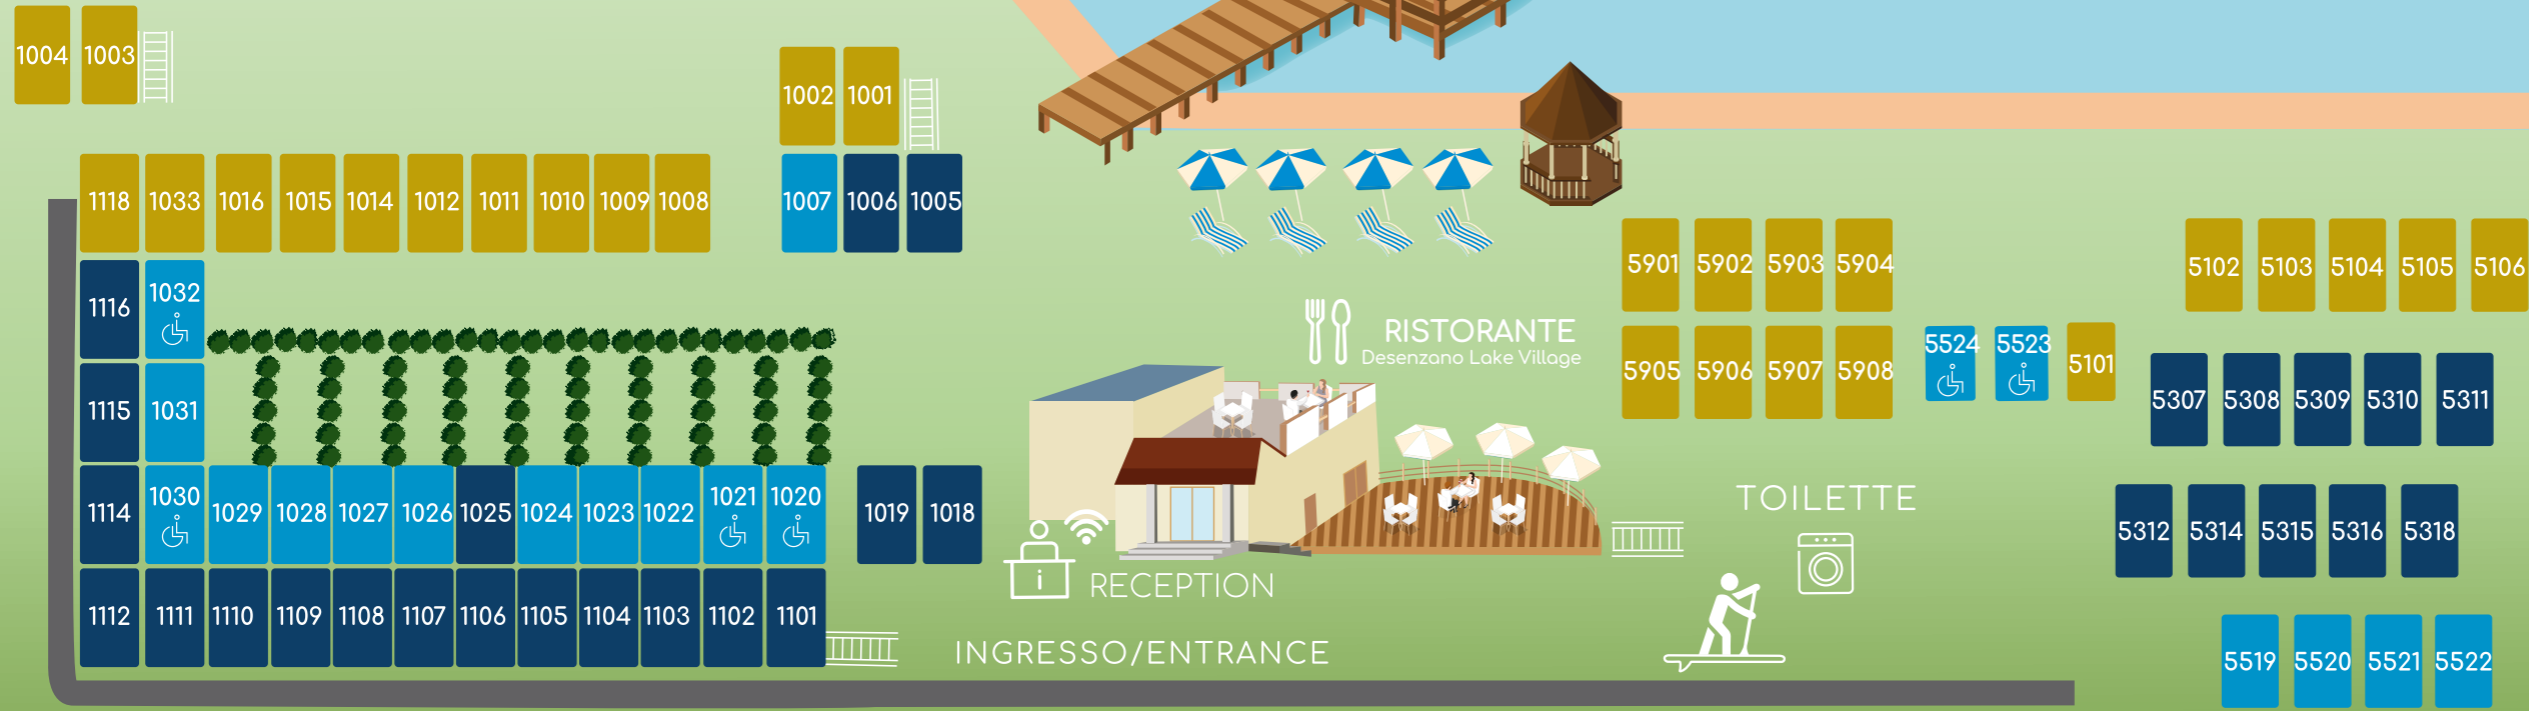 1004 1003
1002 1001
1118 1033 1016 1015 1014 1012 1011 1010 1009 1008
1007 1006 1005
1116 1032
1115 1031
1114 1030 1029 1028 1027 1026 1025 1024 1023 1022 1021 1020
1019 1018
1112 1111 1110 1109 1108 1107 1106 1105 1104 1103 1102 1101
RISTORANTE
Desenzano Lake Village
i RECEPTION
INGRESSO/ENTRANCE
TOILETTE
5901 5902 5903 5904
5905 5906 5907 5908
5524 5523 5101
5102 5103 5104 5105 5106
5307 5308 5309 5310 5311
5312 5314 5315 5316 5318
5519 5520 5521 5522